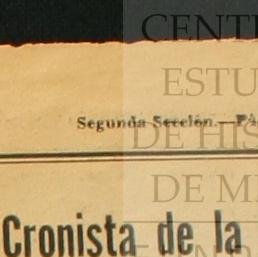 CENT
ESTU
Segunda Sección.—Pá
DE HIS
DE M
Cronista de la